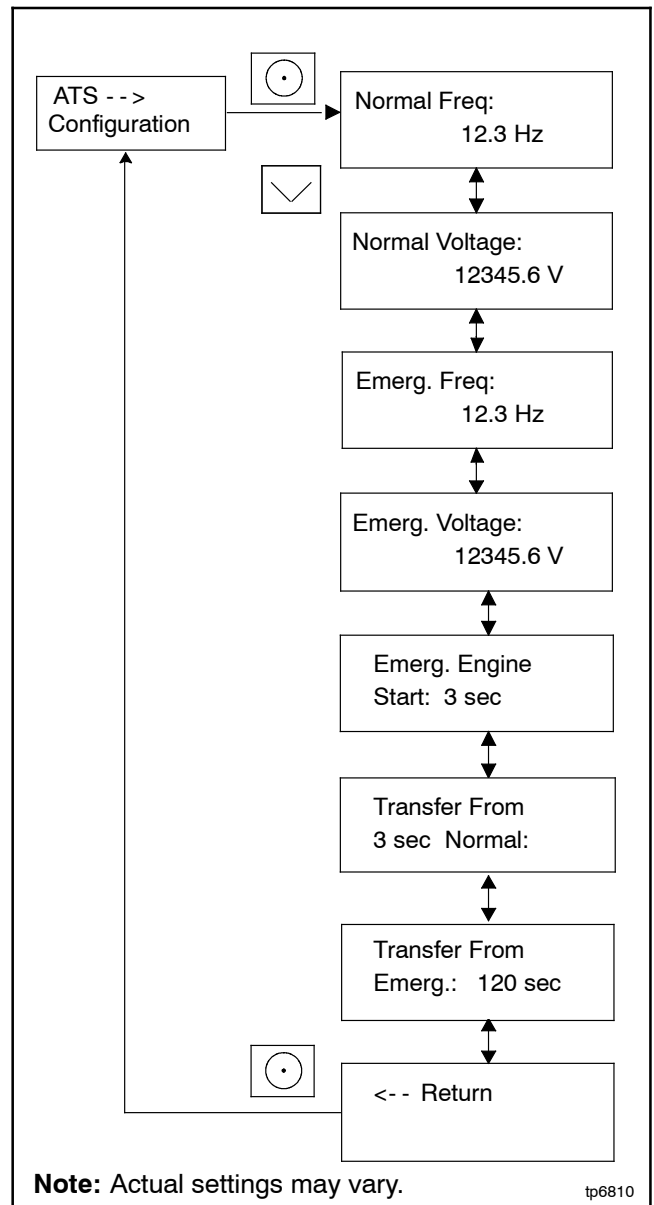 ATS - ->
Configuration
Normal Freq:
12.3 Hz
Normal Voltage:
12345.6 V
Emerg. Freq:
12.3 Hz
Emerg. Voltage:
12345.6 V
Emerg. Engine
Start: 3 sec
Transfer From
3 sec Normal:
Transfer From
Emerg.: 120 sec
<- - Return
Note: Actual settings may vary.
tp6810